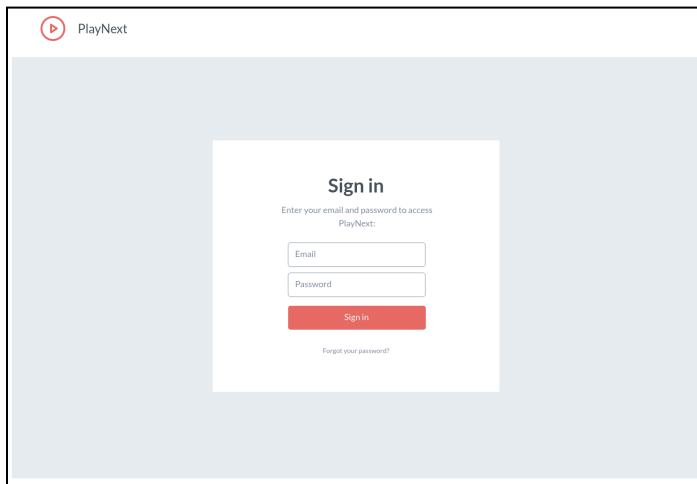 PlayNext
Sign in
Enter your email and password to access
PlayNext:
Email
Password
Sign in
Forgot your password?